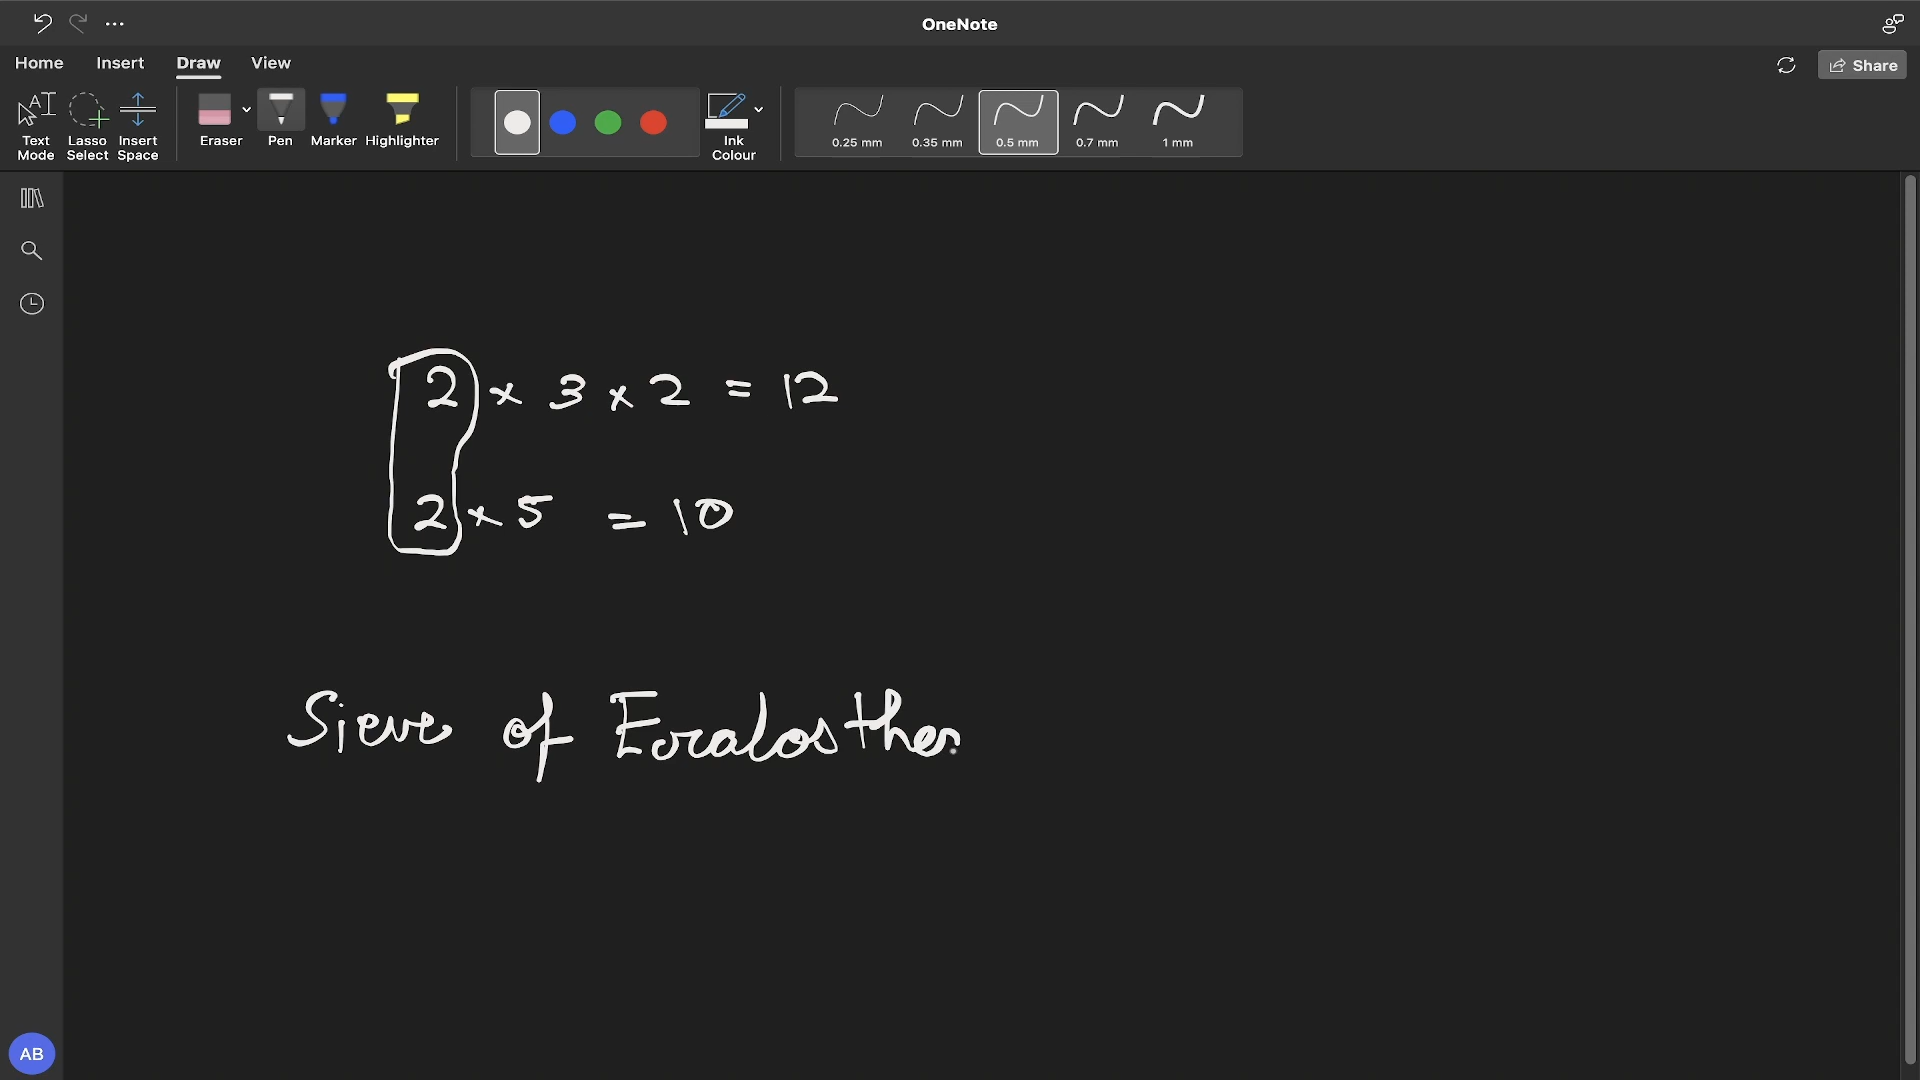 OneNote
Home Insert Draw View
Share
Text Mode
Lasso Select
Insert Space
Eraser
Pen
Marker
Highlighter
Ink Colour
0.25 mm
0.35 mm
0.5 mm
0.7 mm
1 mm
2 × 3 × 2 = 12
2 × 5 = 10
Sieve of Eralosthen
AB